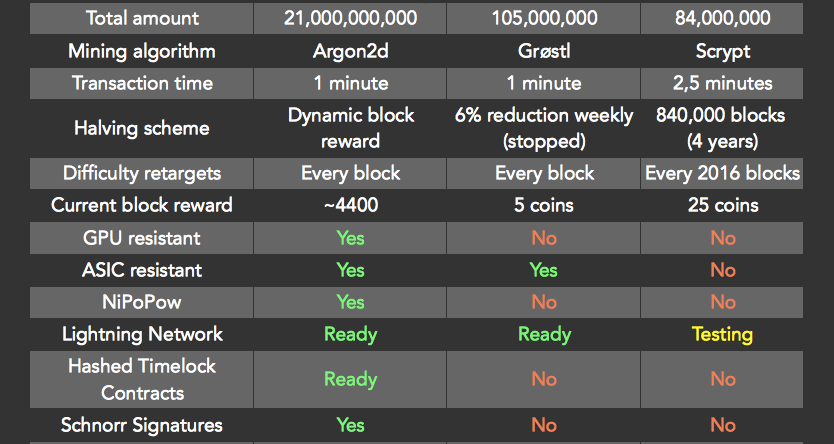 Total amount 21,000,000,000 105,000,000 84,000,000
Mining algorithm Argon2d Grøstl Scrypt
Transaction time 1 minute 1 minute 2,5 minutes
Halving scheme Dynamic block reward 6% reduction weekly (stopped) 840,000 blocks (4 years)
Difficulty retargets Every block Every block Every 2016 blocks
Current block reward ~4400 5 coins 25 coins
GPU resistant Yes No No
ASIC resistant Yes Yes No
NiPoPow Yes No No
Lightning Network Ready Ready Testing
Hashed Timelock Contracts Ready No No
Schnorr Signatures Yes No No